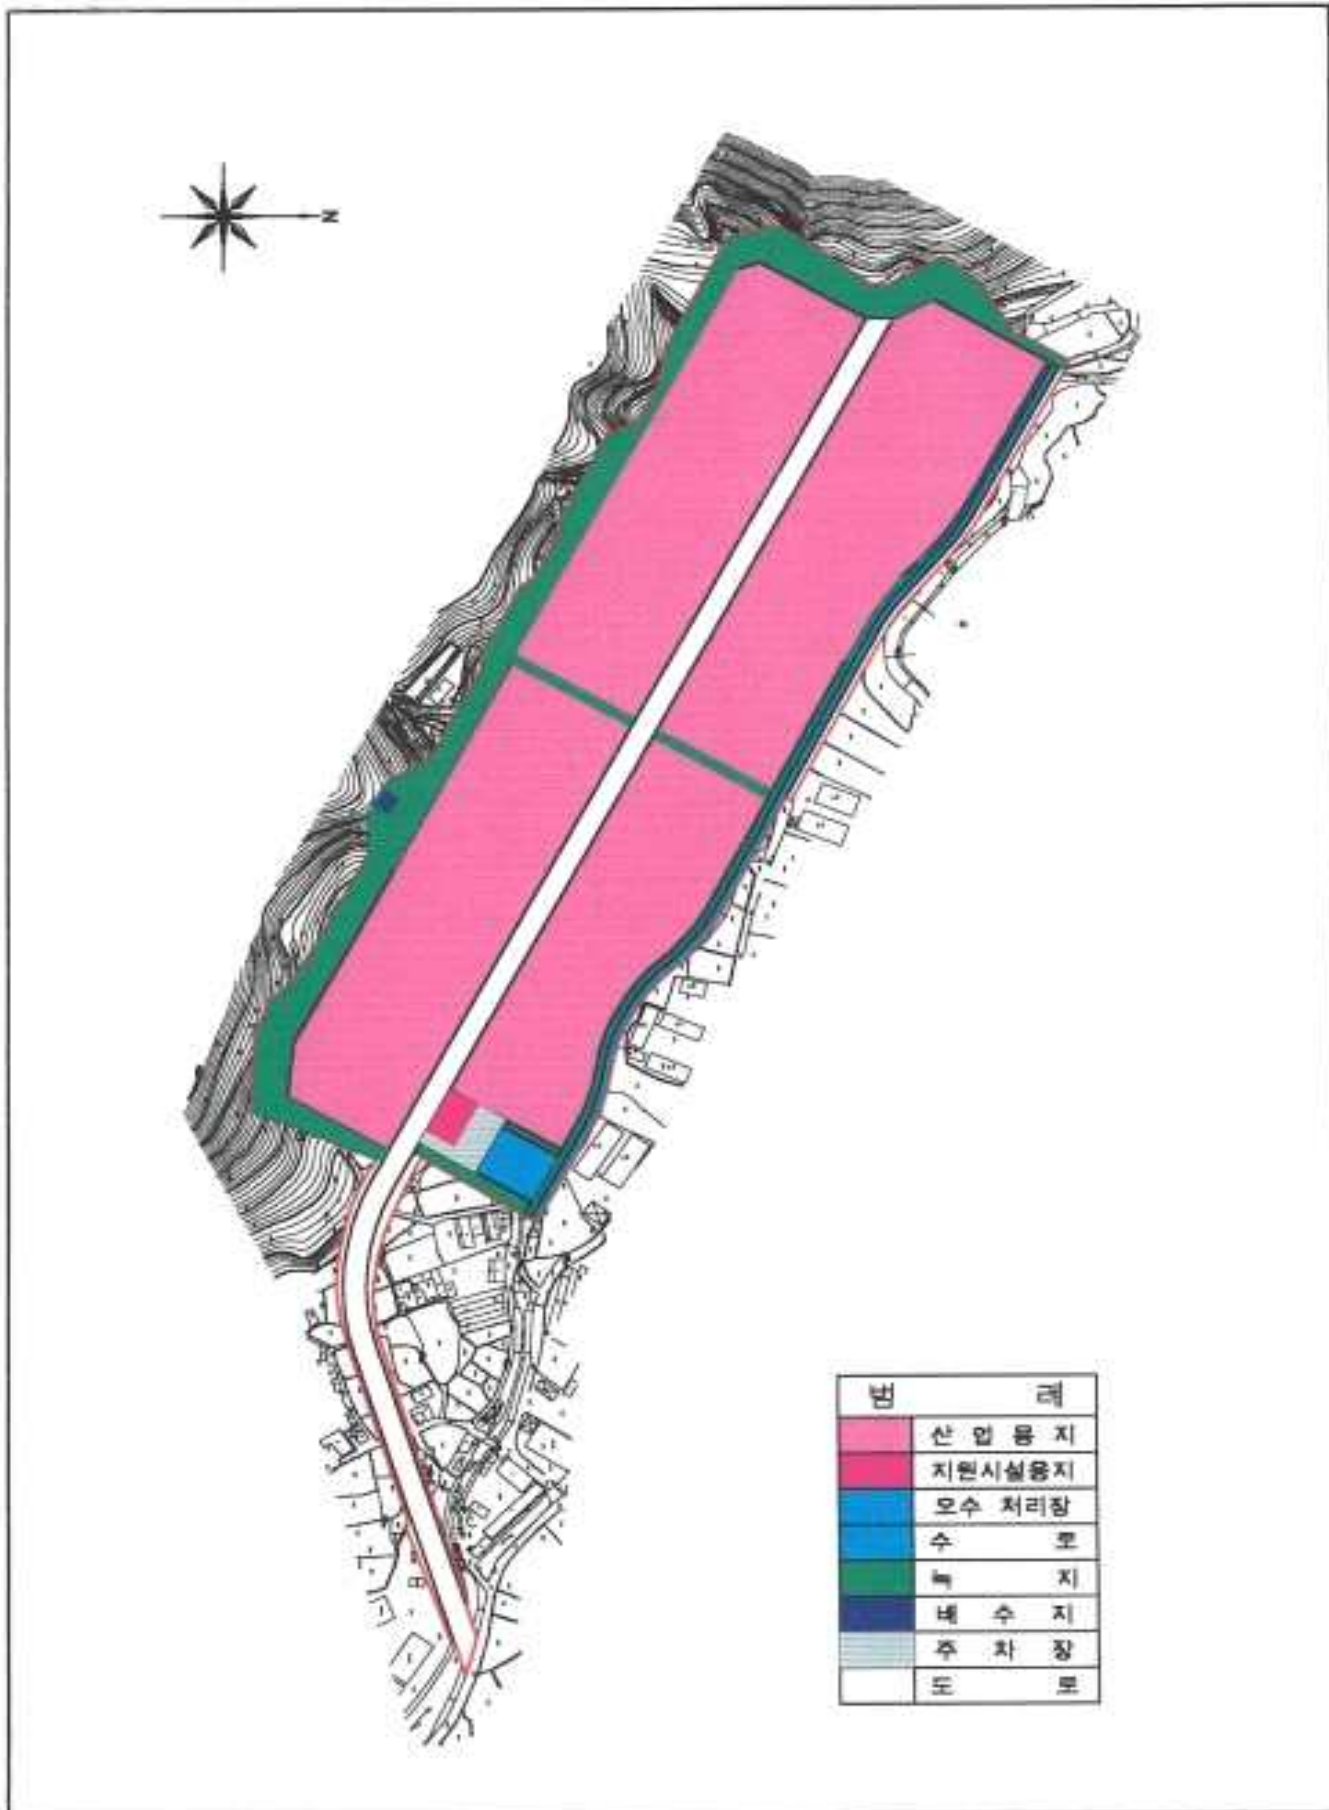 N
범 례
산 업 용 지
지원시설용지
오수 처리장
수 로
녹 지
배 수 지
주 차 장
도 로